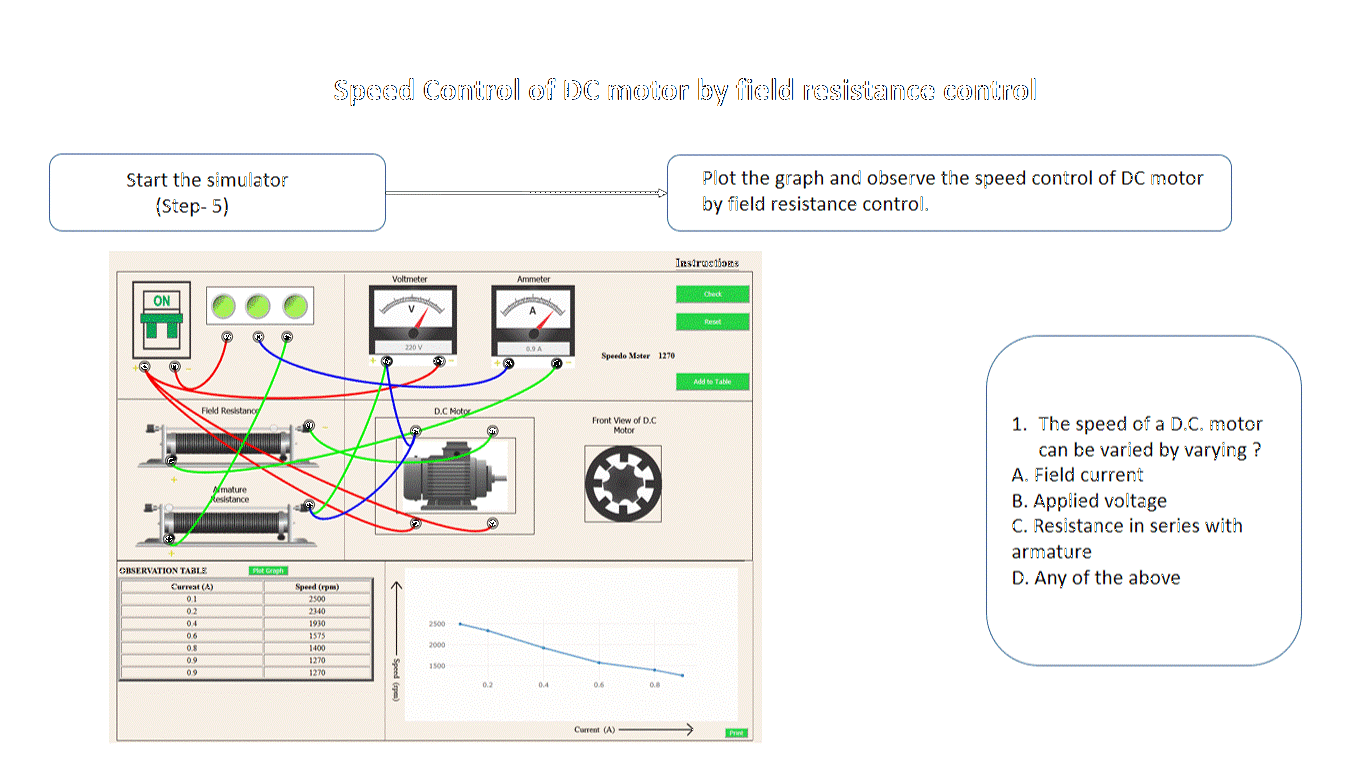 Speed Control of DC motor by field resistance control
Start the simulator
(Step- 5)
Plot the graph and observe the speed control of DC motor
by field resistance control.
Instructions
Voltmeter
Ammeter
ON
V
A
220 V
0.9 A
Check
Reset
Speedo Meter 1270
Add to Table
+ - + - + -
Field Resistance
D.C Motor
Front View of D.C
Motor
-
+
Armature
Resistance
+
OBSERVATION TABLE
Plot Graph
Current (A) Speed (rpm)
0.1 2500
0.2 2340
0.4 1930
0.6 1575
0.8 1400
0.9 1270
0.9 1270
Speed (rpm)
2500
2000
1500
0.2 0.4 0.6 0.8
Current (A)
Print
1. The speed of a D.C. motor
can be varied by varying ?
A. Field current
B. Applied voltage
C. Resistance in series with
armature
D. Any of the above